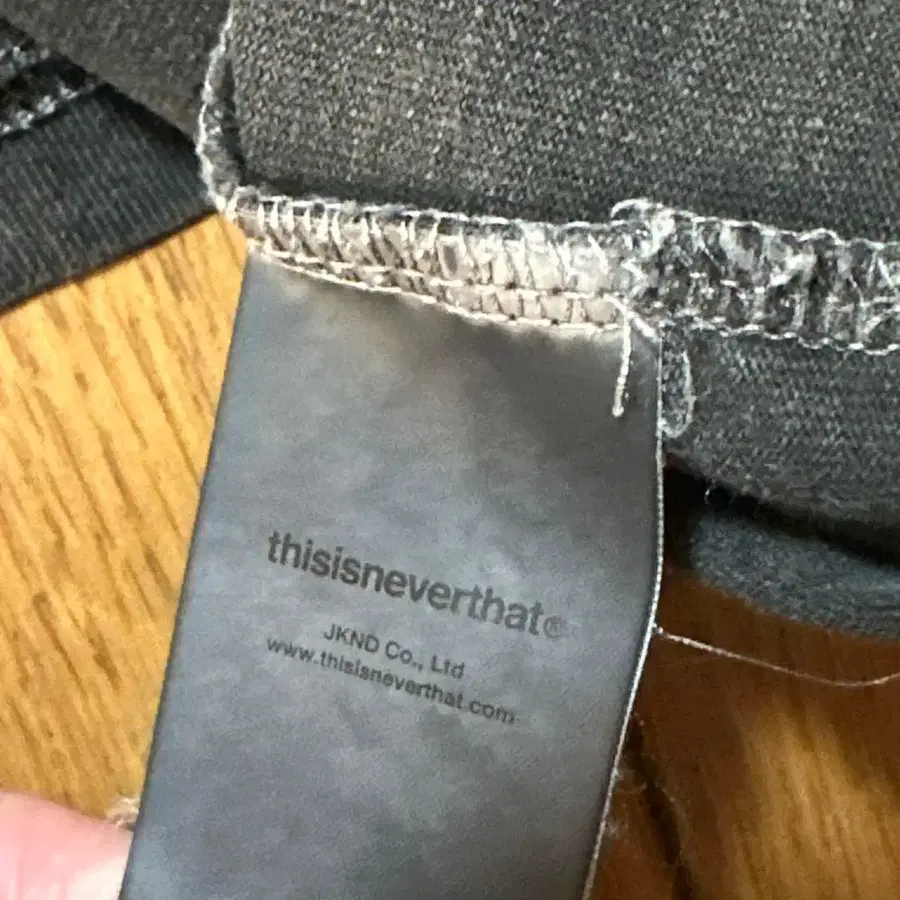 thisisneverthat®
JKND Co., Ltd
www.thisisneverthat.com